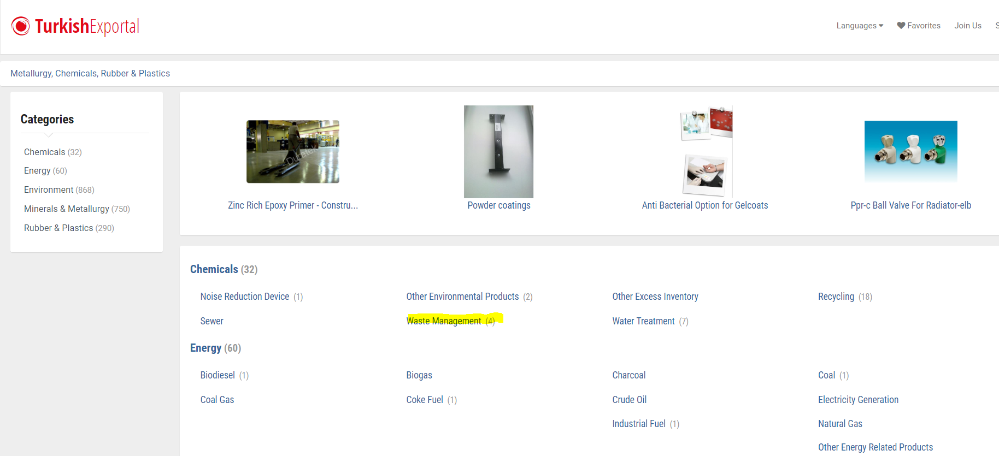 TurkishExportal
Languages Favorites Join Us S
Metallurgy, Chemicals, Rubber & Plastics
Categories
Chemicals (32)
Energy (60)
Environment (868)
Minerals & Metallurgy (750)
Rubber & Plastics (290)
Duratek
Zinc Rich Epoxy Primer - Constru...
Powder coatings
Anti Bacterial Option for Gelcoats
Ppr-c Ball Valve For Radiator-elb
Chemicals (32)
Noise Reduction Device (1)
Other Environmental Products (2)
Other Excess Inventory
Recycling (18)
Sewer
Waste Management (4)
Water Treatment (7)
Energy (60)
Biodiesel (1)
Biogas
Charcoal
Coal (1)
Coal Gas
Coke Fuel (1)
Crude Oil
Electricity Generation
Industrial Fuel (1)
Natural Gas
Other Energy Related Products